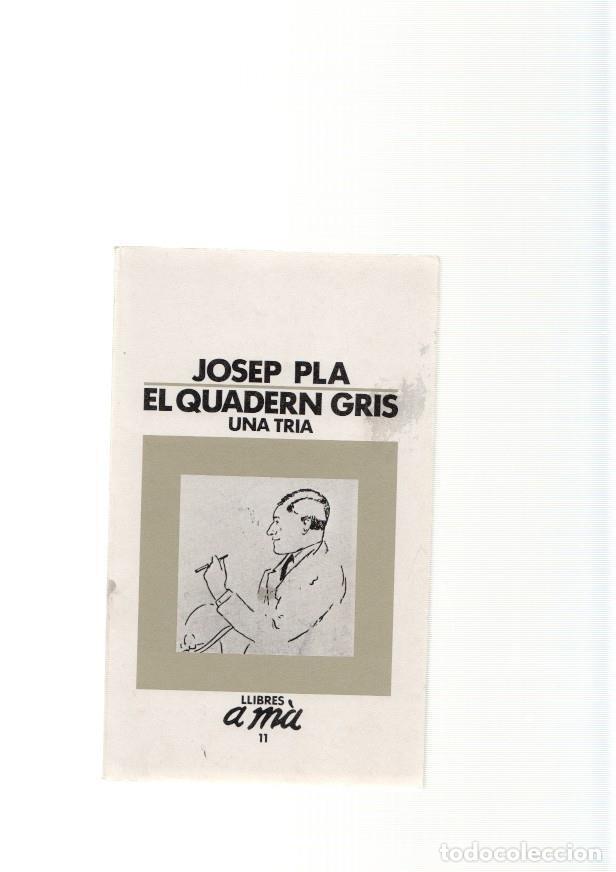 JOSEP PLA
EL QUADERN GRIS
UNA TRIA
LLIBRES
a mà
11
todocoleccion